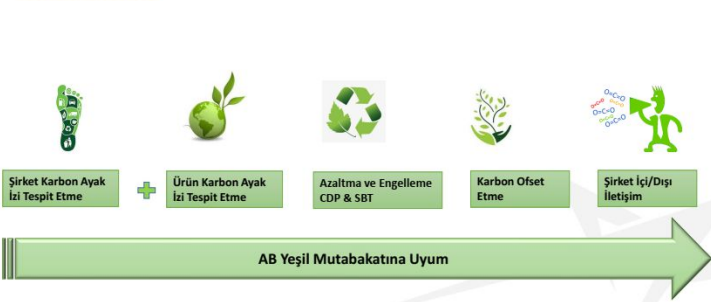 Şirket Karbon Ayak
İzi Tespit Etme
Ürün Karbon Ayak
İzi Tespit Etme
Azaltma ve Engelleme
CDP & SBT
Karbon Ofset
Etme
Şirket İçi/Dışı
İletişim
O=C=O
O=C=O
O=C=O
O=C=O
O=C=O
O=C=O
AB Yeşil Mutabakatına Uyum